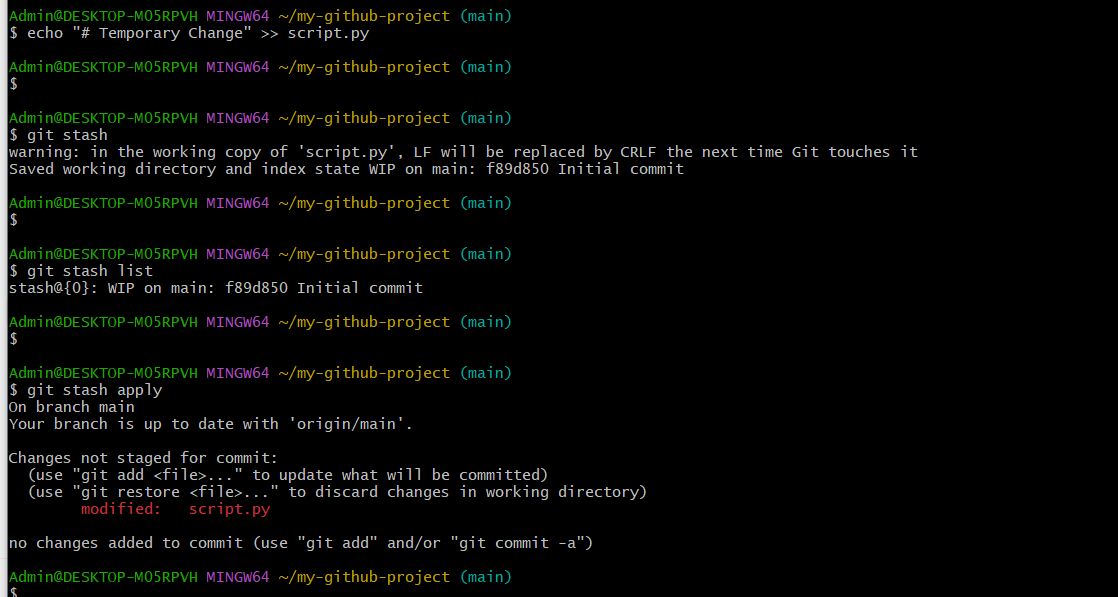 Admin@DESKTOP-M05RPVH MINGW64 ~/my-github-project (main)
$ echo "# Temporary Change" >> script.py
Admin@DESKTOP-M05RPVH MINGW64 ~/my-github-project (main)
$
Admin@DESKTOP-M05RPVH MINGW64 ~/my-github-project (main)
$ git stash
warning: in the working copy of 'script.py', LF will be replaced by CRLF the next time Git touches it
Saved working directory and index state WIP on main: f89d850 Initial commit
Admin@DESKTOP-M05RPVH MINGW64 ~/my-github-project (main)
$
Admin@DESKTOP-M05RPVH MINGW64 ~/my-github-project (main)
$ git stash list
stash@{0}: WIP on main: f89d850 Initial commit
Admin@DESKTOP-M05RPVH MINGW64 ~/my-github-project (main)
$
Admin@DESKTOP-M05RPVH MINGW64 ~/my-github-project (main)
$ git stash apply
On branch main
Your branch is up to date with 'origin/main'.
Changes not staged for commit:
  (use "git add <file>..." to update what will be committed)
  (use "git restore <file>..." to discard changes in working directory)
        modified:   script.py
no changes added to commit (use "git add" and/or "git commit -a")
Admin@DESKTOP-M05RPVH MINGW64 ~/my-github-project (main)
$